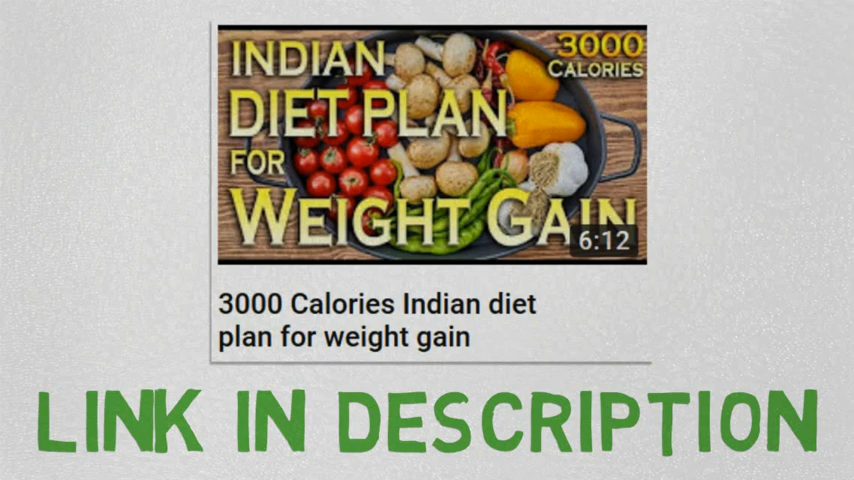 INDIAN
3000
CALORIES
DIET PLAN
FOR
WEIGHT GAIN
6:12
3000 Calories Indian diet
plan for weight gain
LINK IN DESCRIPTION